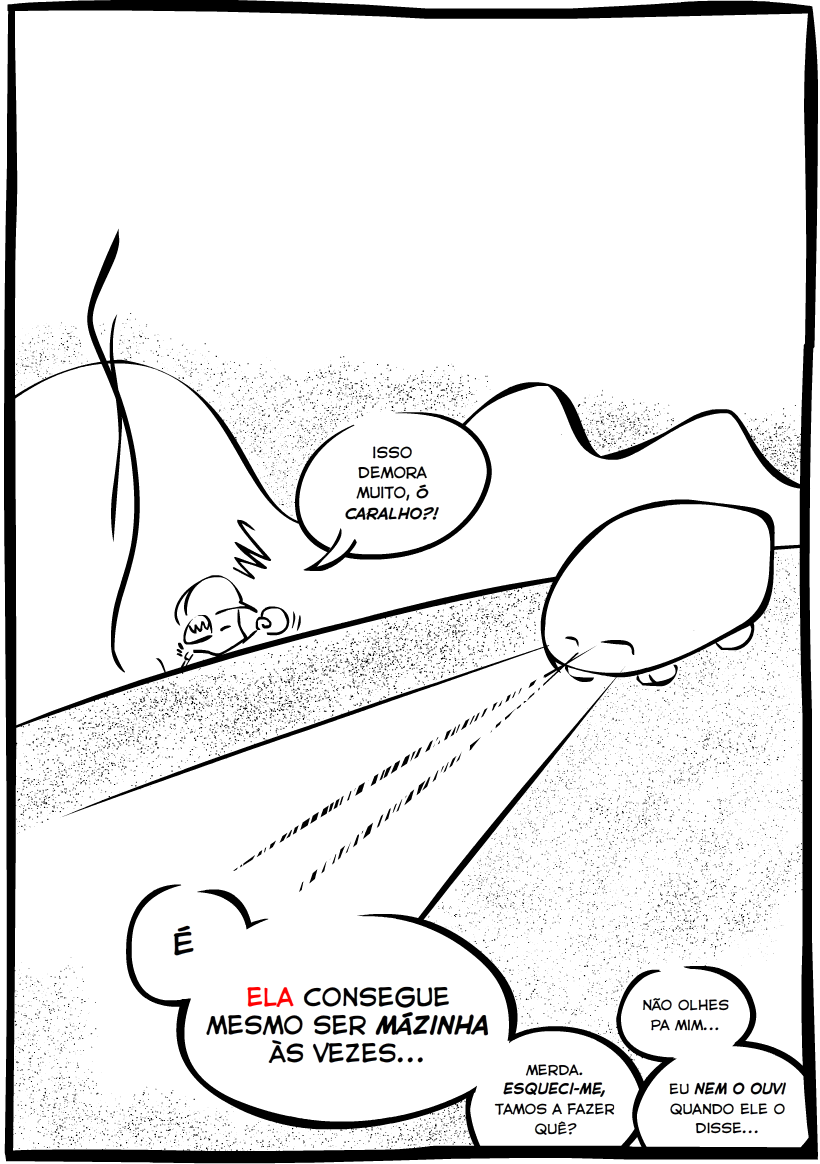 ISSO
DEMORA
MUITO, Ó
CARALHO?!
É
ELA CONSEGUE
MESMO SER MÁZINHA
ÀS VEZES...
MERDA.
ESQUECI-ME,
TAMOS A FAZER
QUÊ?
NÃO OLHES
PA MIM...
EU NEM O OUVI
QUANDO ELE O
DISSE...